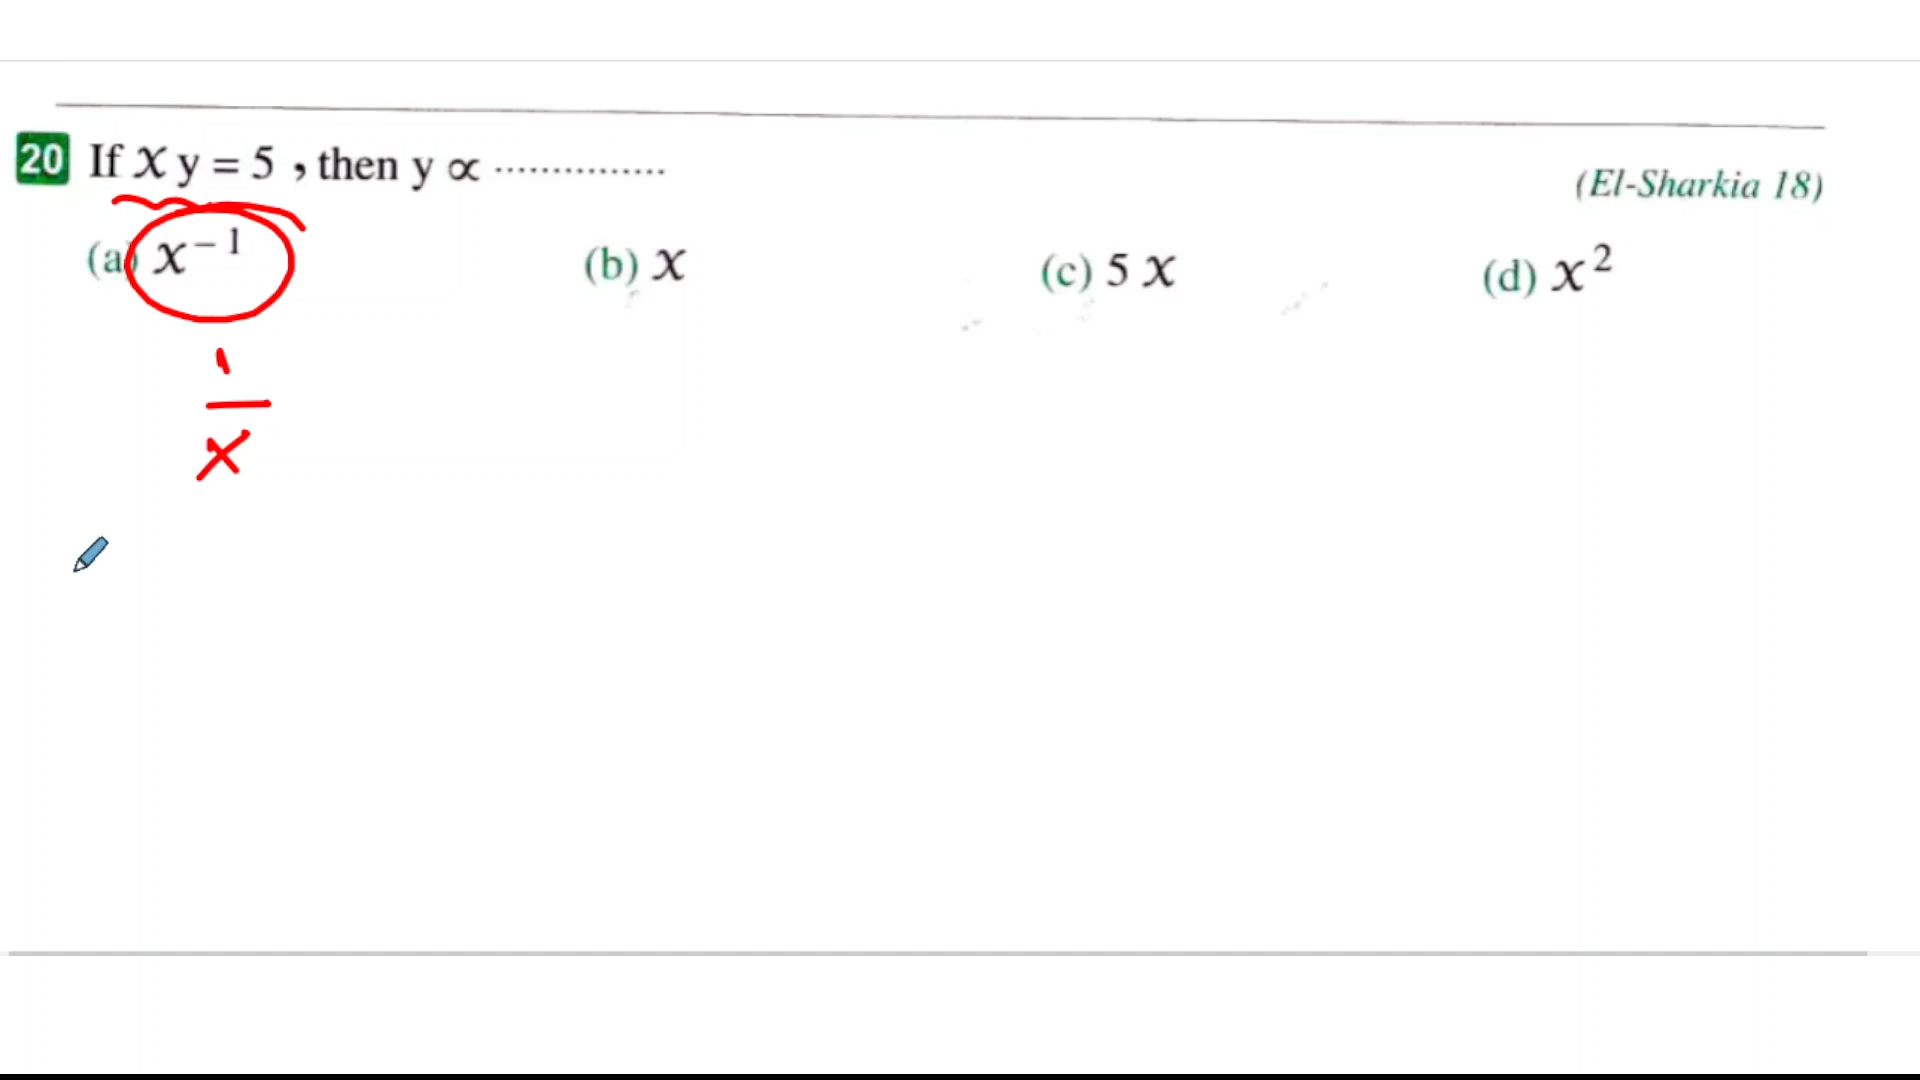 20 If x y = 5 , then y ∝ ...............
(El-Sharkia 18)
(a) x⁻¹ (b) x (c) 5 x (d) x²
1
—
x